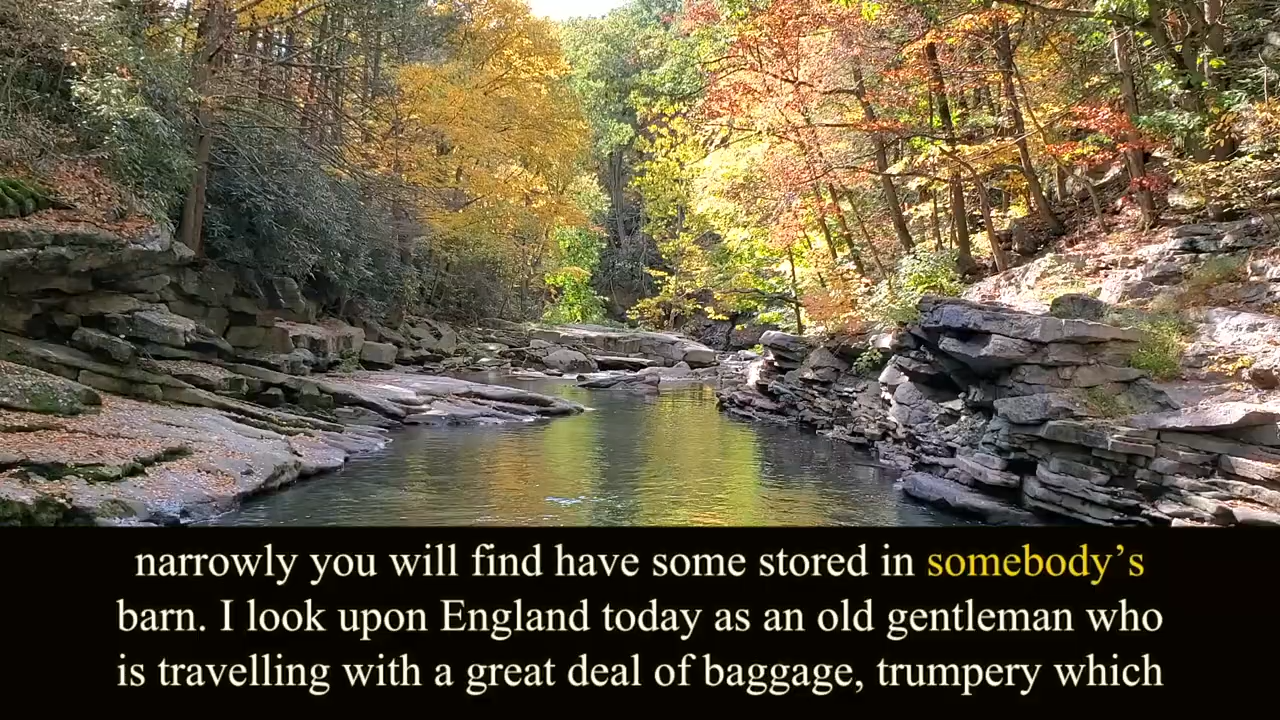 narrowly you will find have some stored in somebody’s
barn. I look upon England today as an old gentleman who
is travelling with a great deal of baggage, trumpery which